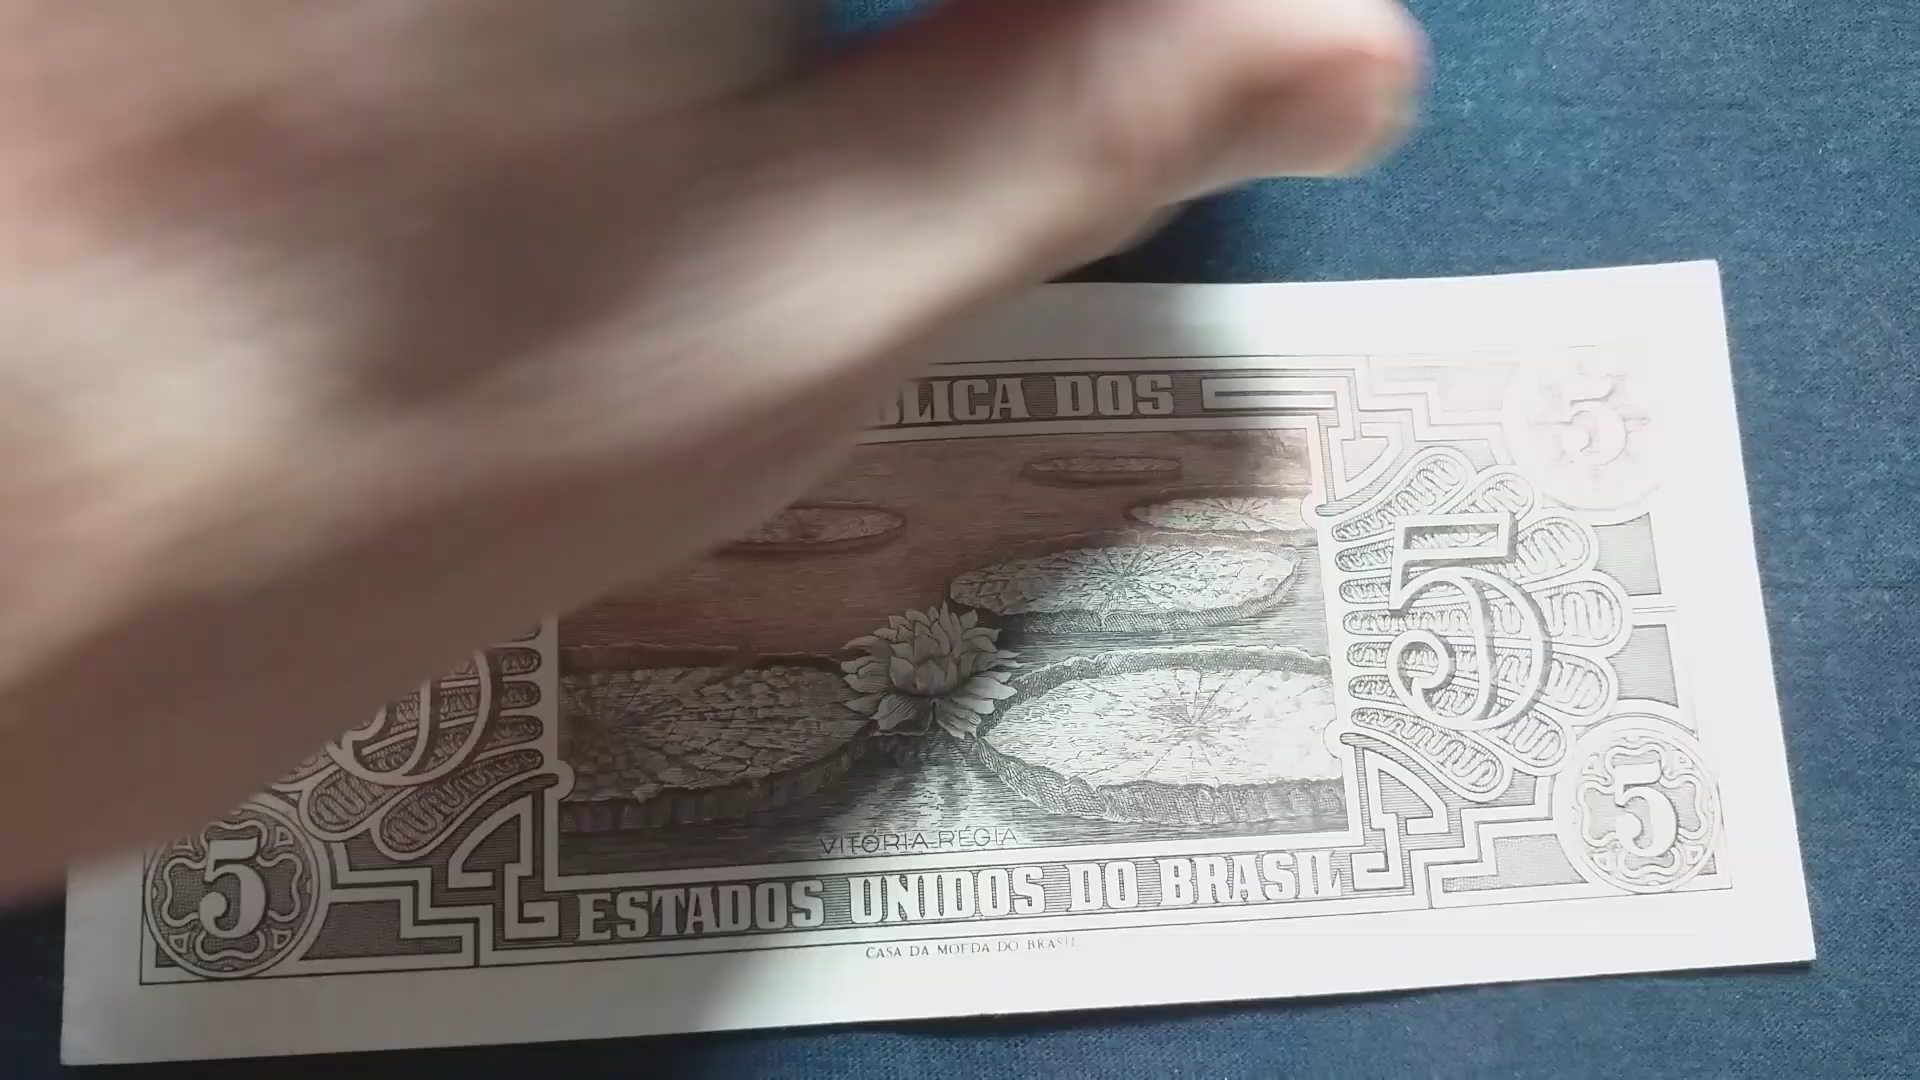 BLICA DOS
5
5
5
5
VITÓRIA-RÉGIA
ESTADOS UNIDOS DO BRASIL
CASA DA MOEDA DO BRASIL